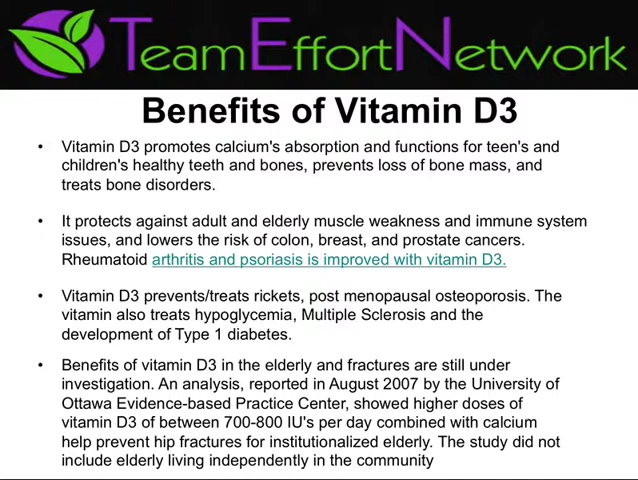 TeamEffortNetwork
Benefits of Vitamin D3
• Vitamin D3 promotes calcium's absorption and functions for teen's and
children's healthy teeth and bones, prevents loss of bone mass, and
treats bone disorders.
• It protects against adult and elderly muscle weakness and immune system
issues, and lowers the risk of colon, breast, and prostate cancers.
Rheumatoid arthritis and psoriasis is improved with vitamin D3.
• Vitamin D3 prevents/treats rickets, post menopausal osteoporosis. The
vitamin also treats hypoglycemia, Multiple Sclerosis and the
development of Type 1 diabetes.
• Benefits of vitamin D3 in the elderly and fractures are still under
investigation. An analysis, reported in August 2007 by the University of
Ottawa Evidence-based Practice Center, showed higher doses of
vitamin D3 of between 700-800 IU's per day combined with calcium
help prevent hip fractures for institutionalized elderly. The study did not
include elderly living independently in the community